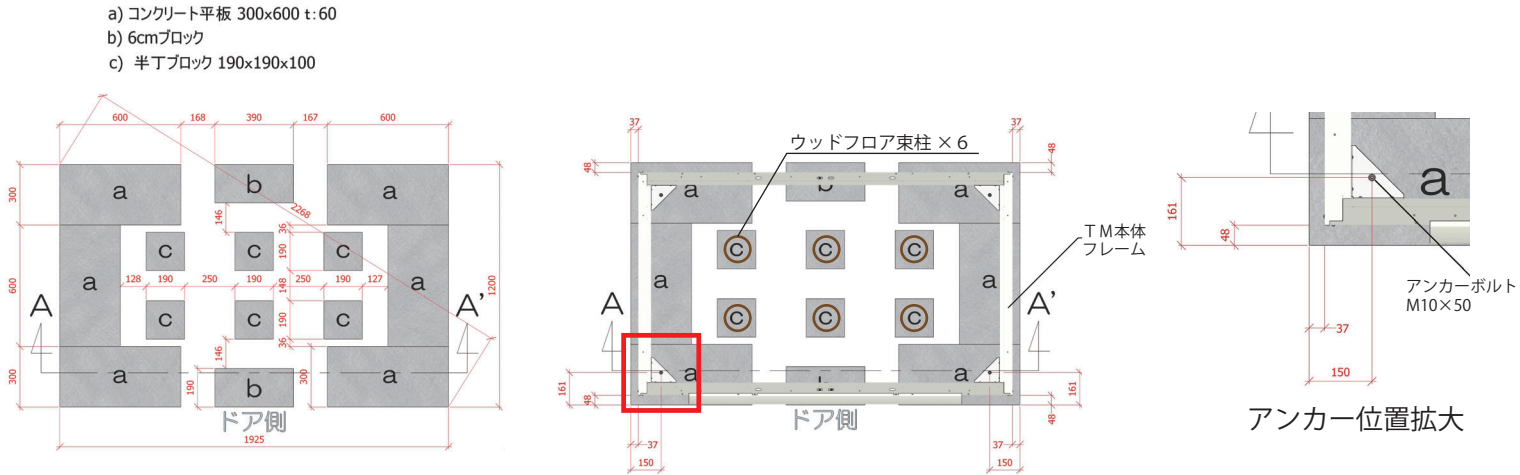 a) コンクリート平板 300x600 t:60
b) 6cmブロック
c) 半丁ブロック 190x190x100
600
168
390
167
600
300
600
300
a
b
a
2268
146
36
190
148
190
36
c
c
c
a
128
190
250
190
250
190
127
a
1200
A
A’
c
c
c
146
190
300
a
b
a
ドア側
1925
37
37
48
48
ウッドフロア束柱 ×6
a
b
a
c
c
c
a
a
TM本体
フレーム
A
A’
c
c
c
a
a
161
48
161
48
ドア側
37
150
37
150
a
161
48
アンカーボルト
M10×50
37
150
アンカー位置拡大